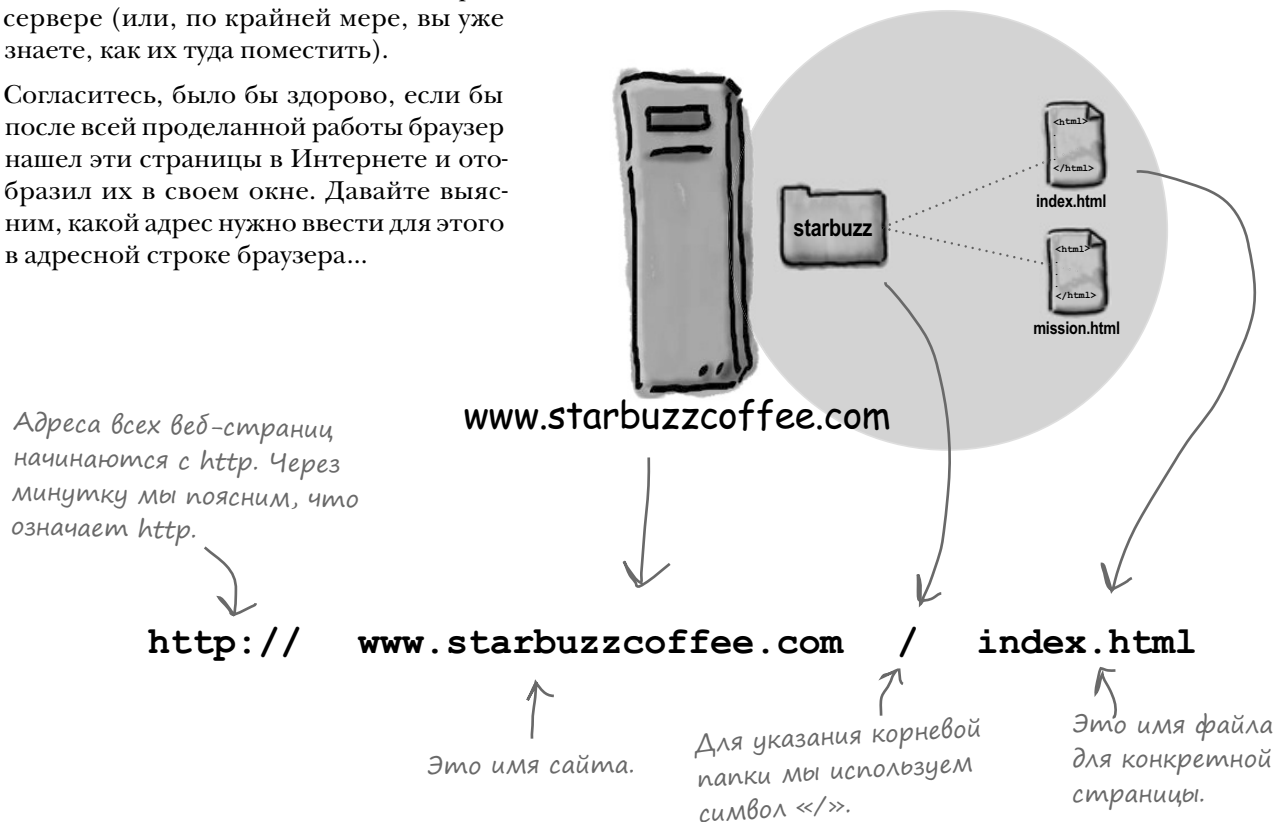 сервере (или, по крайней мере, вы уже
знаете, как их туда поместить).
Согласитесь, было бы здорово, если бы
после всей проделанной работы браузер
нашел эти страницы в Интернете и ото-
бразил их в своем окне. Давайте выяс-
ним, какой адрес нужно ввести для этого
в адресной строке браузера...
<html>
.
.
</html>
index.html
starbuzz
<html>
.
.
</html>
mission.html
www.starbuzzcoffee.com
Адреса всех веб-страниц
начинаются с http. Через
минутку мы поясним, что
означает http.
http:// www.starbuzzcoffee.com / index.html
Это имя сайта.
Для указания корневой
папки мы используем
символ «/».
Это имя файла
для конкретной
страницы.